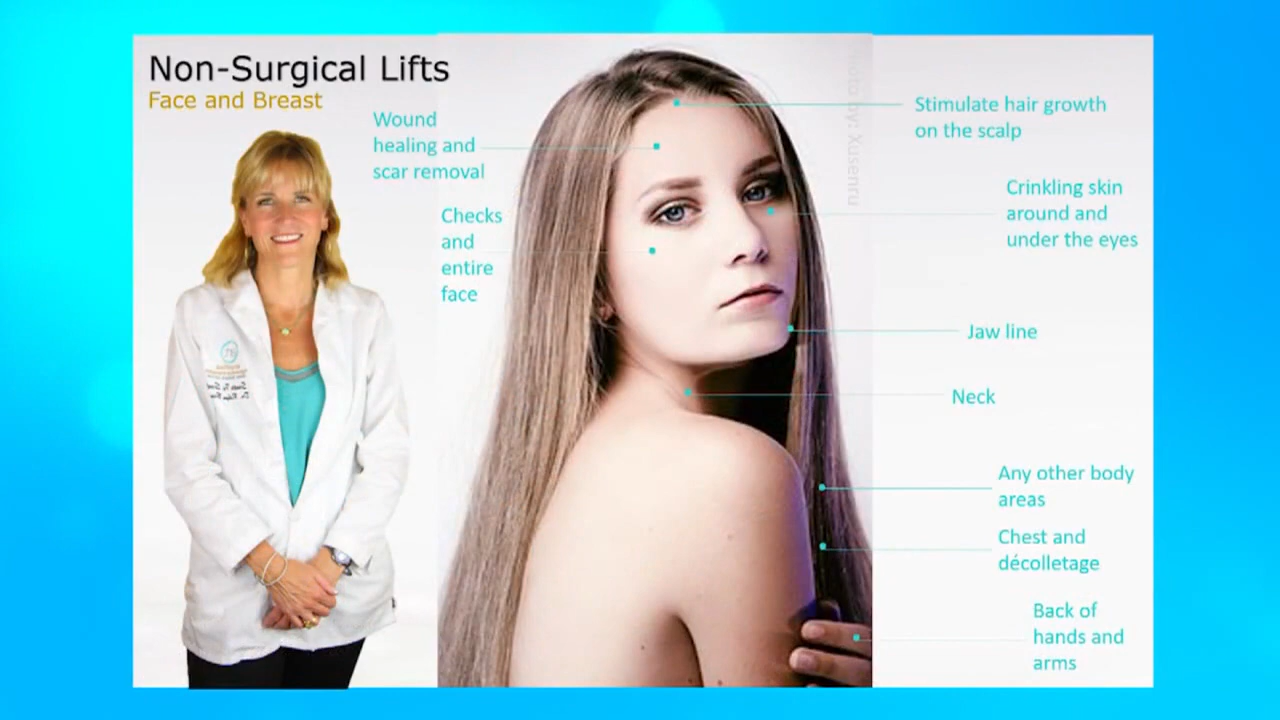 Non-Surgical Lifts
Face and Breast
Wound
healing and
scar removal
Checks
and
entire
face
Stimulate hair growth
on the scalp
Crinkling skin
around and
under the eyes
Jaw line
Neck
Any other body
areas
Chest and
décolletage
Back of
hands and
arms
by: Xusenru